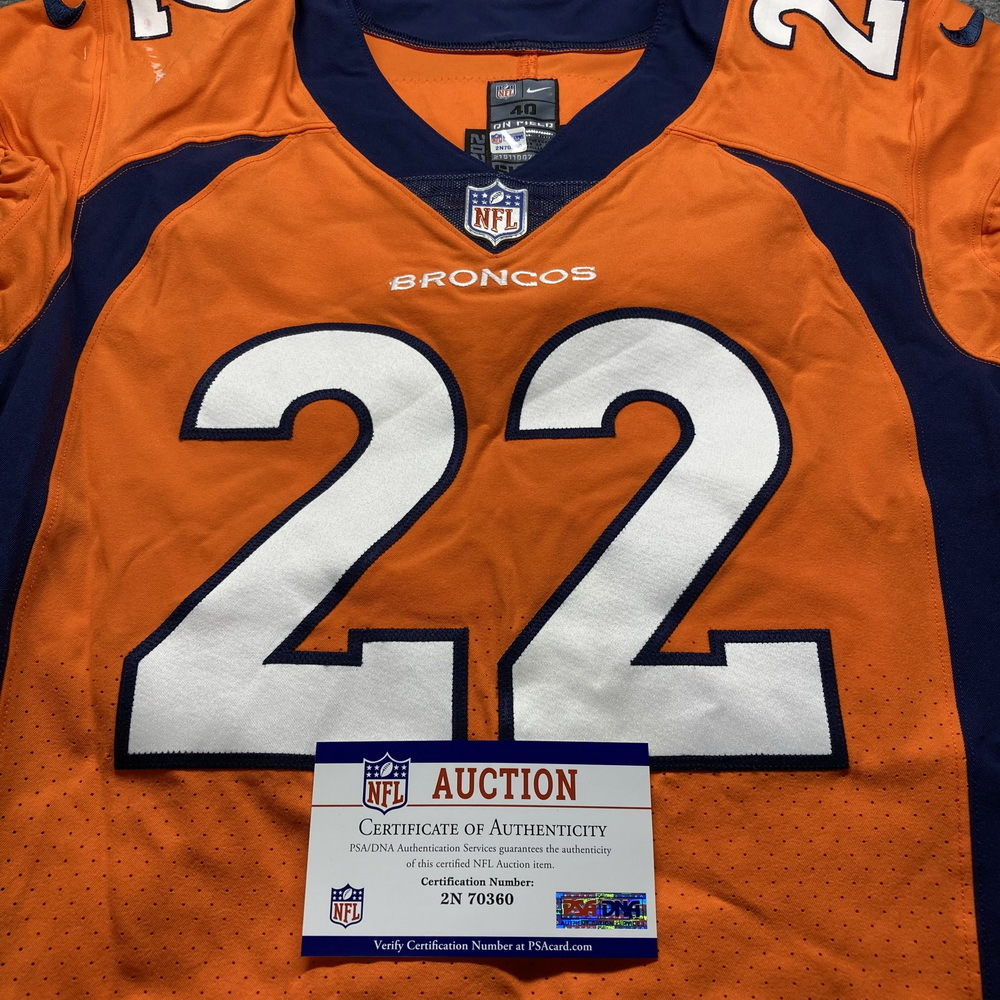 2
22
NFL
40
ON FIELD
NFL
BRONCOS
22
NFL
AUCTION
CERTIFICATE OF AUTHENTICITY
PSA/DNA Authentication Services guarantees the authenticity
of this certified NFL Auction item.
Certification Number:
2N 70360
NFL
PSA DNA
Verify Certification Number at PSAcard.com